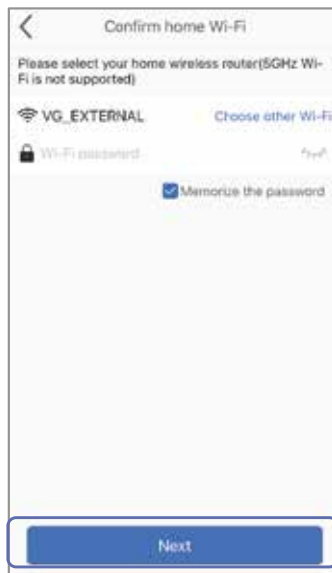 Confirm home Wi-Fi
Please select your home wireless router(5GHz Wi-
Fi is not supported)
VG_EXTERNAL Choose other Wi-Fi
Wi-Fi password
Memorize the password
Next